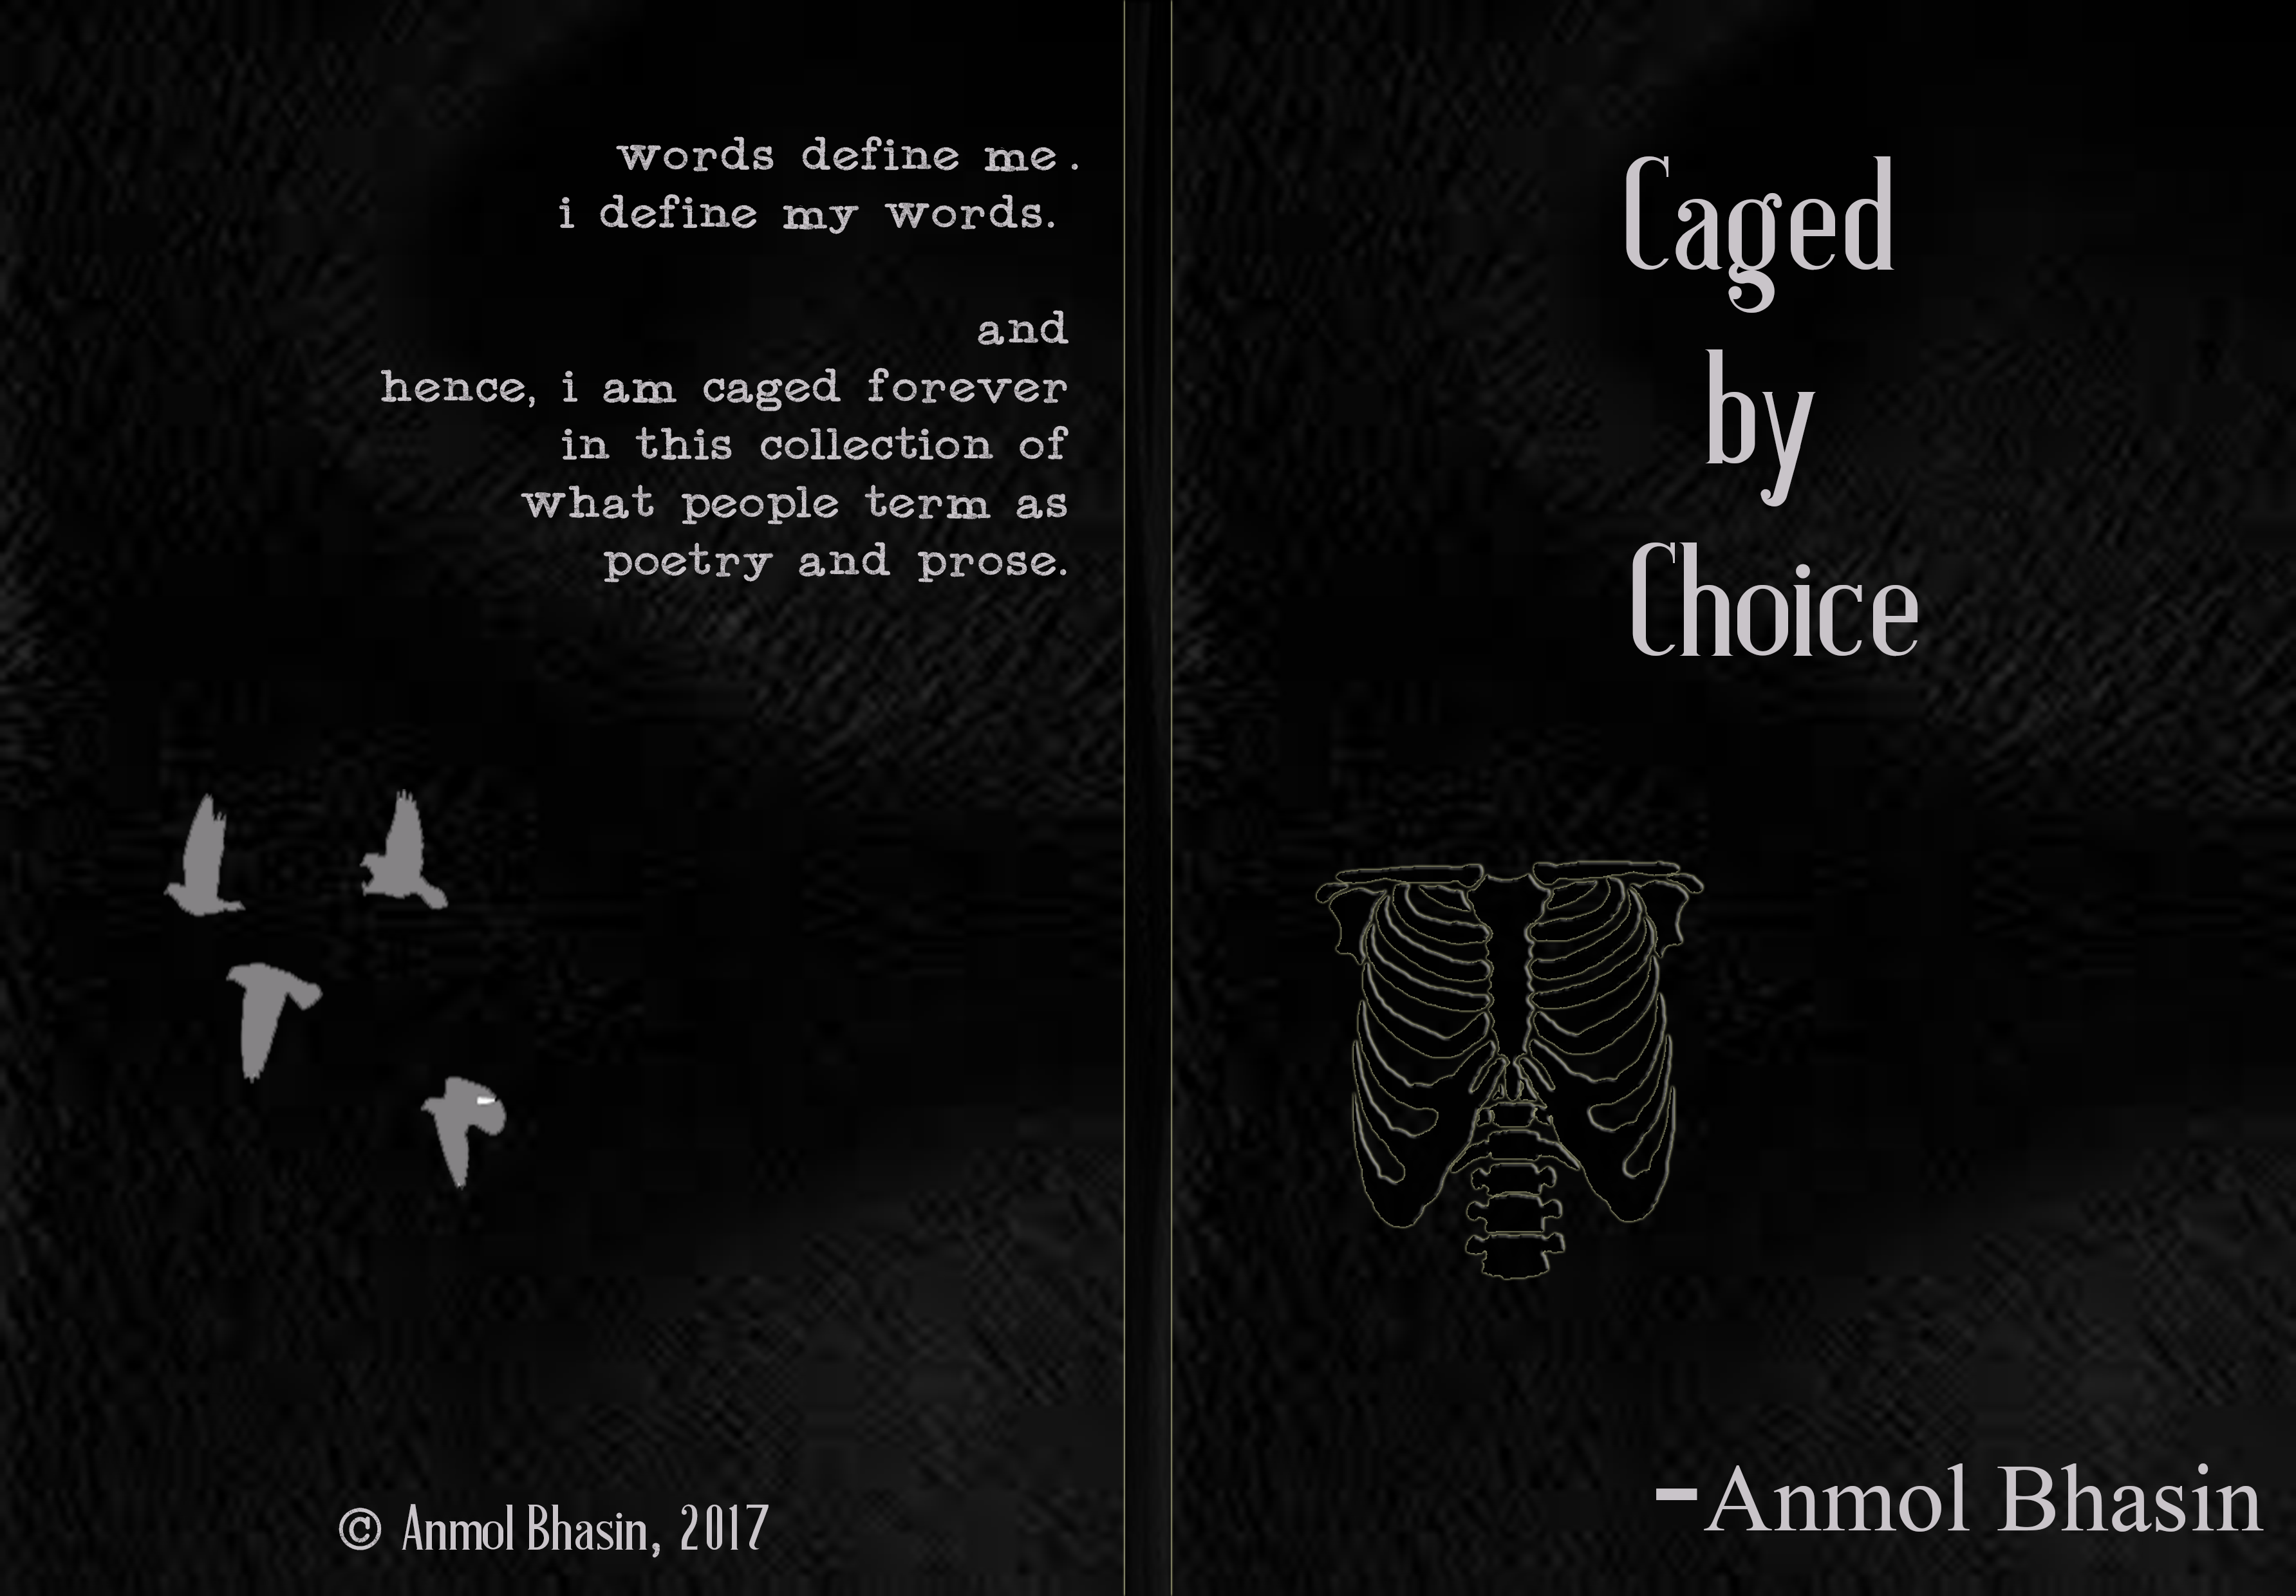 words define me.
i define my words.
and
hence, i am caged forever
in this collection of
what people term as
poetry and prose.
© Anmol Bhasin, 2017
Caged
by
Choice
-Anmol Bhasin